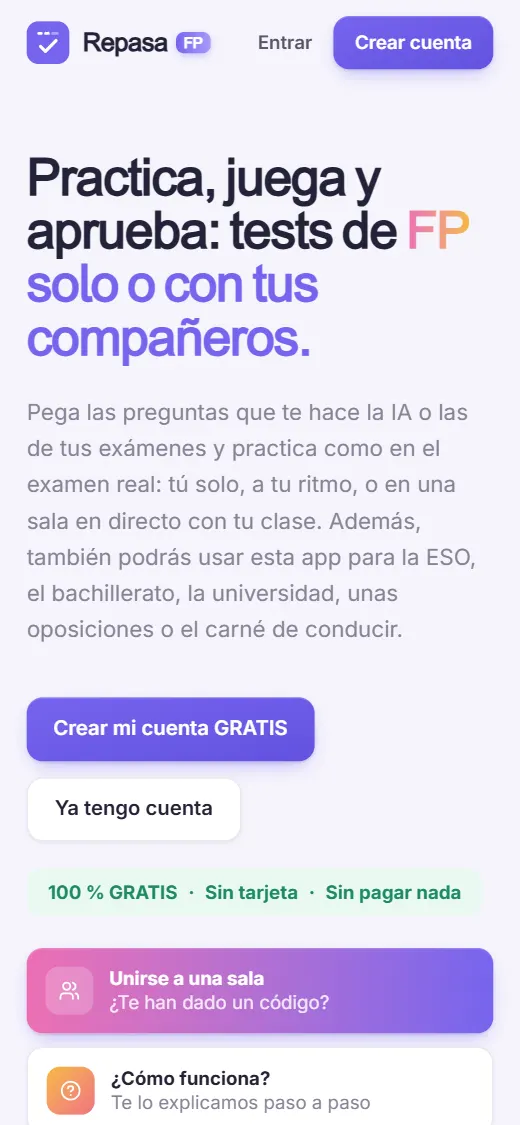 Repasa FP
Entrar
Crear cuenta
Practica, juega y
aprueba: tests de FP
solo o con tus
compañeros.
Pega las preguntas que te hace la IA o las
de tus exámenes y practica como en el
examen real: tú solo, a tu ritmo, o en una
sala en directo con tu clase. Además,
también podrás usar esta app para la ESO,
el bachillerato, la universidad, unas
oposiciones o el carné de conducir.
Crear mi cuenta GRATIS
Ya tengo cuenta
100 % GRATIS · Sin tarjeta · Sin pagar nada
Unirse a una sala
¿Te han dado un código?
¿Cómo funciona?
Te lo explicamos paso a paso